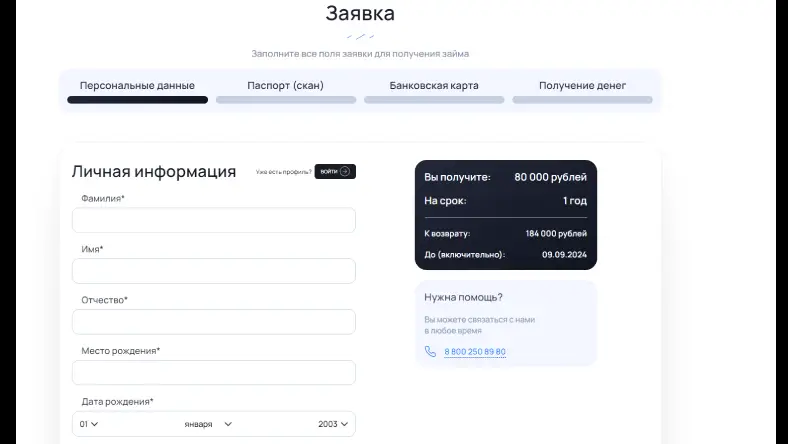 Заявка
Заполните все поля заявки для получения займа
Персональные данные
Паспорт (скан)
Банковская карта
Получение денег
Личная информация
Уже есть профиль?
ВОЙТИ
Фамилия*
Имя*
Отчество*
Место рождения*
Дата рождения*
01 января 2003
Вы получите: 80 000 рублей
На срок: 1 год
К возврату: 184 000 рублей
До (включительно): 09.09.2024
Нужна помощь?
Вы можете связаться с нами
в любое время
8 800 250 89 80